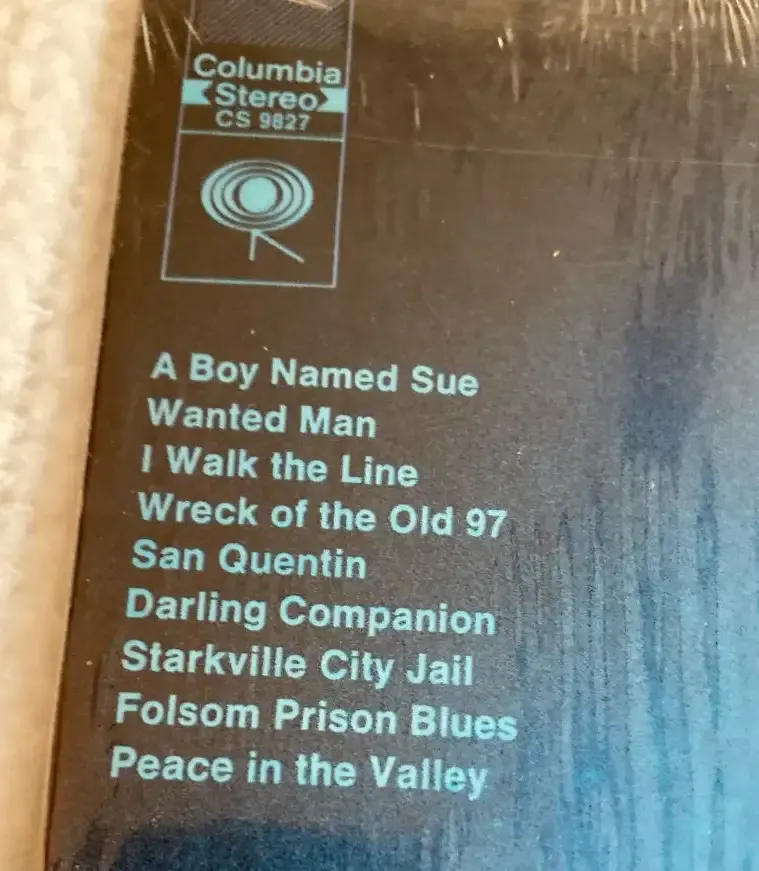 Columbia
Stereo
CS 9827
A Boy Named Sue
Wanted Man
I Walk the Line
Wreck of the Old 97
San Quentin
Darling Companion
Starkville City Jail
Folsom Prison Blues
Peace in the Valley